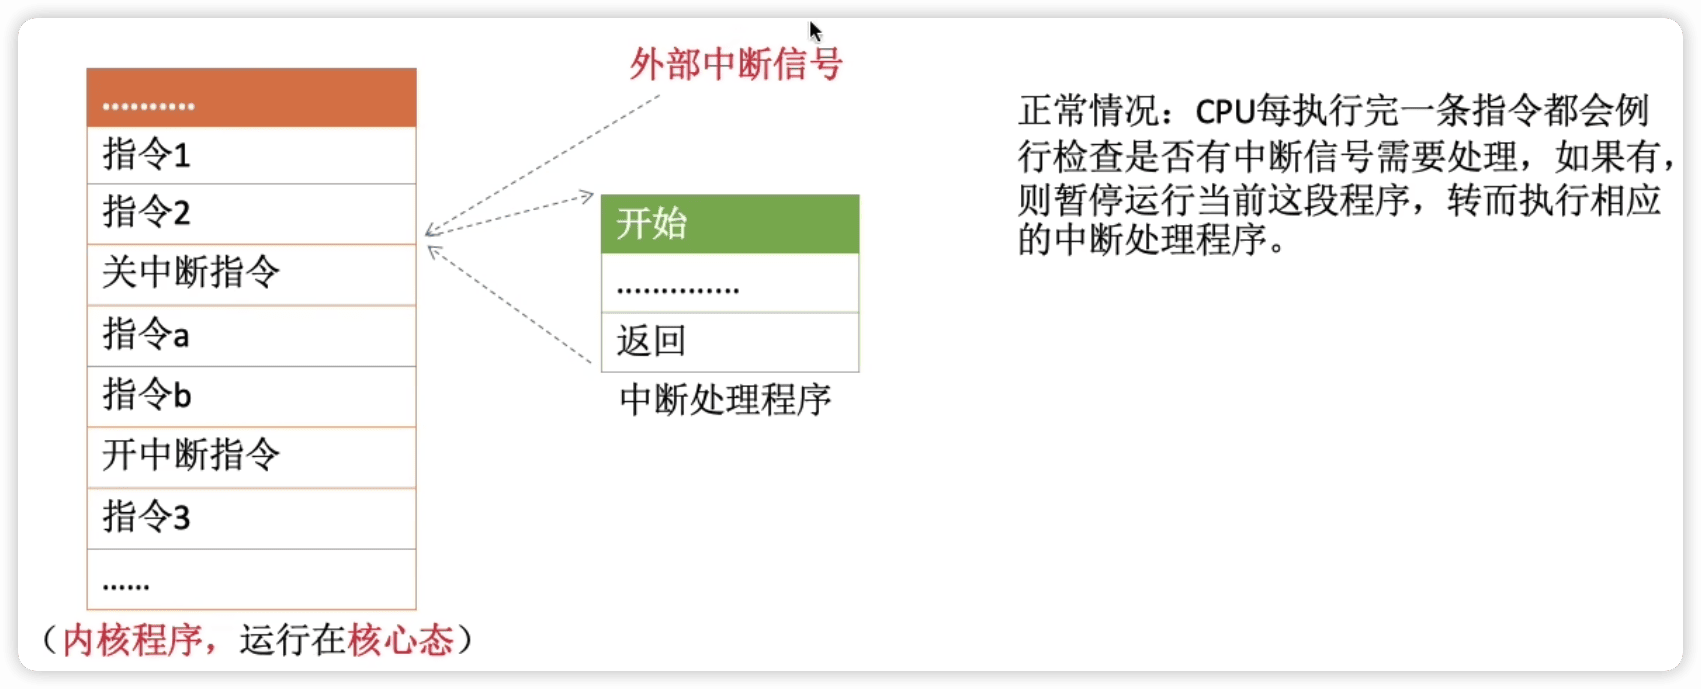 ..........
指令1
指令2
关中断指令
指令a
指令b
开中断指令
指令3
......
（内核程序，运行在核心态）
外部中断信号
开始
..............
返回
中断处理程序
正常情况：CPU每执行完一条指令都会例
行检查是否有中断信号需要处理，如果有，
则暂停运行当前这段程序，转而执行相应
的中断处理程序。